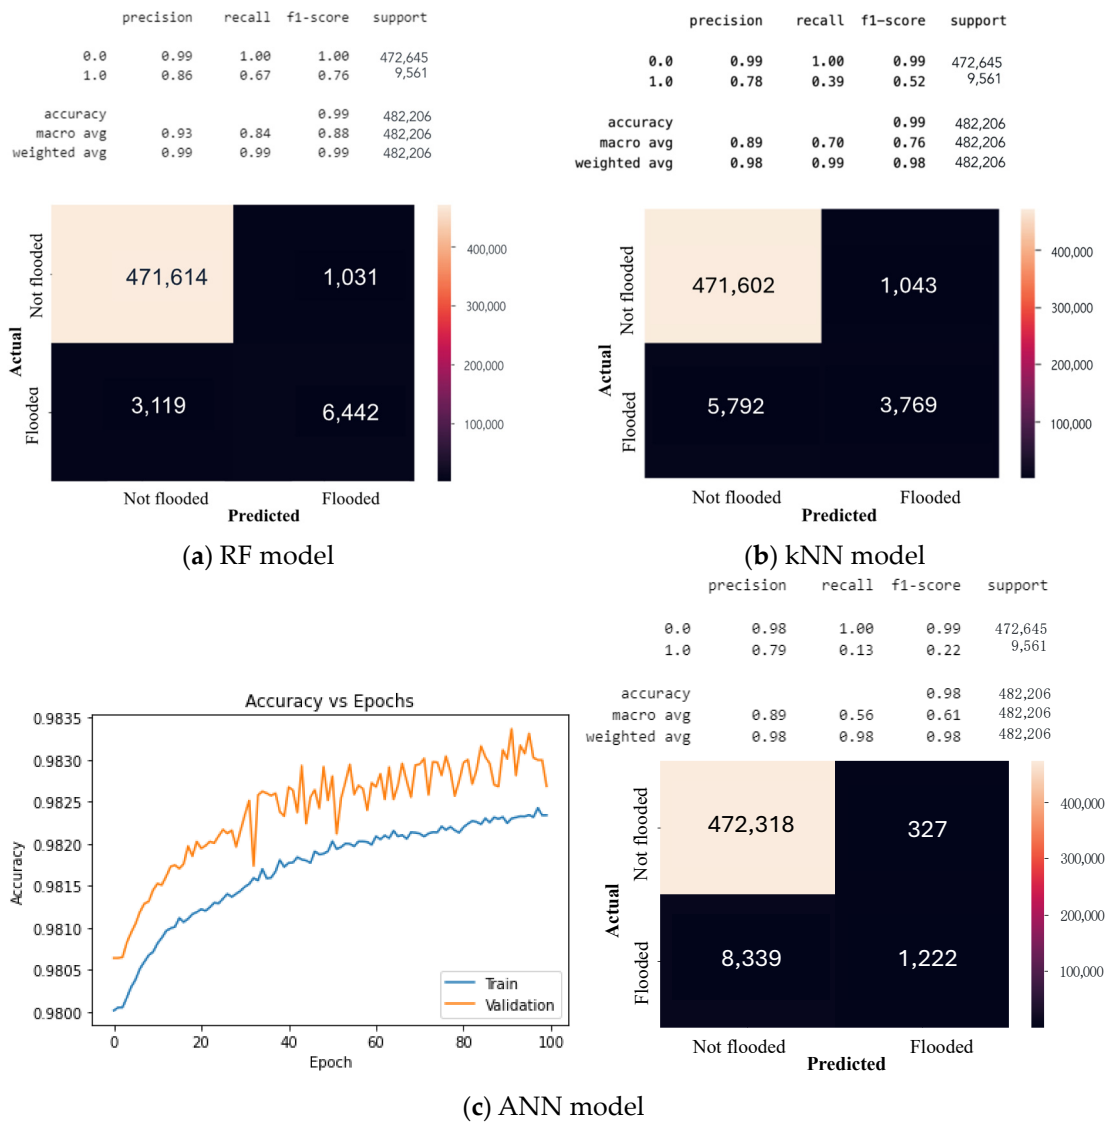 precision recall f1-score support
0.0 0.99 1.00 1.00 472,645
1.0 0.86 0.67 0.76 9,561
accuracy 0.99 482,206
macro avg 0.93 0.84 0.88 482,206
weighted avg 0.99 0.99 0.99 482,206
Actual
Not flooded
Flooded
471,614 1,031
3,119 6,442
400,000
300,000
200,000
100,000
Not flooded Flooded
Predicted
(a) RF model
precision recall f1-score support
0.0 0.99 1.00 0.99 472,645
1.0 0.78 0.39 0.52 9,561
accuracy 0.99 482,206
macro avg 0.89 0.70 0.76 482,206
weighted avg 0.98 0.99 0.98 482,206
Actual
Not flooded
Flooded
471,602 1,043
5,792 3,769
400,000
300,000
200,000
100,000
Not flooded Flooded
Predicted
(b) kNN model
Accuracy vs Epochs
Accuracy
0.9835
0.9830
0.9825
0.9820
0.9815
0.9810
0.9805
0.9800
Train
Validation
0 20 40 60 80 100
Epoch
precision recall f1-score support
0.0 0.98 1.00 0.99 472,645
1.0 0.79 0.13 0.22 9,561
accuracy 0.98 482,206
macro avg 0.89 0.56 0.61 482,206
weighted avg 0.98 0.98 0.98 482,206
Actual
Not flooded
Flooded
472,318 327
8,339 1,222
400,000
300,000
200,000
100,000
Not flooded Flooded
Predicted
(c) ANN model